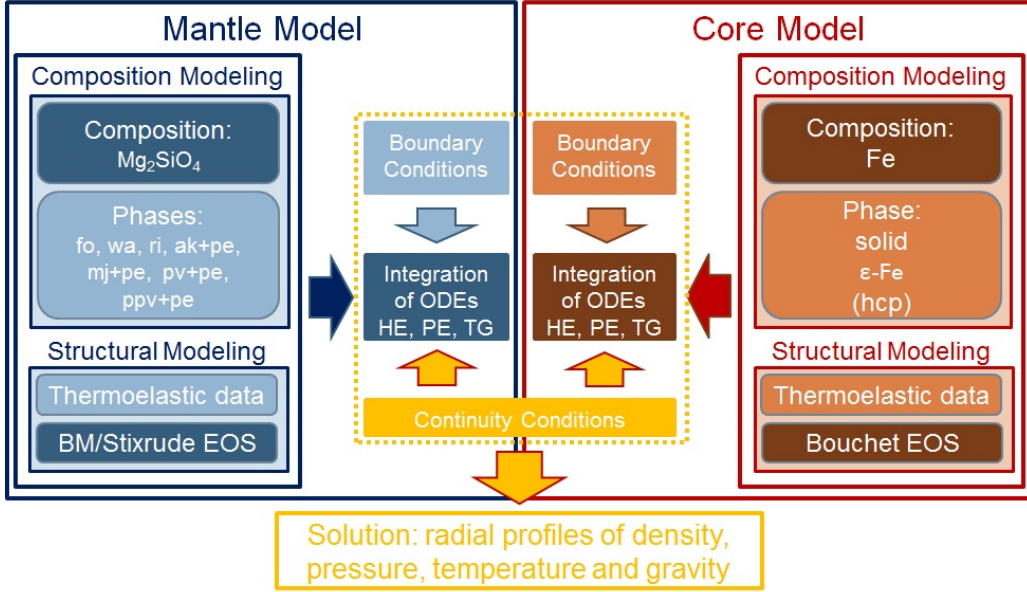 Mantle Model
Composition Modeling
Composition:
Mg₂SiO₄
Phases:
fo, wa, ri, ak+pe,
mj+pe, pv+pe,
ppv+pe
Structural Modeling
Thermoelastic data
BM/Stixrude EOS
Boundary
Conditions
Integration
of ODEs
HE, PE, TG
Core Model
Boundary
Conditions
Integration
of ODEs
HE, PE, TG
Continuity Conditions
Composition Modeling
Composition:
Fe
Phase:
solid
ε-Fe
(hcp)
Structural Modeling
Thermoelastic data
Bouchet EOS
Solution: radial profiles of density,
pressure, temperature and gravity